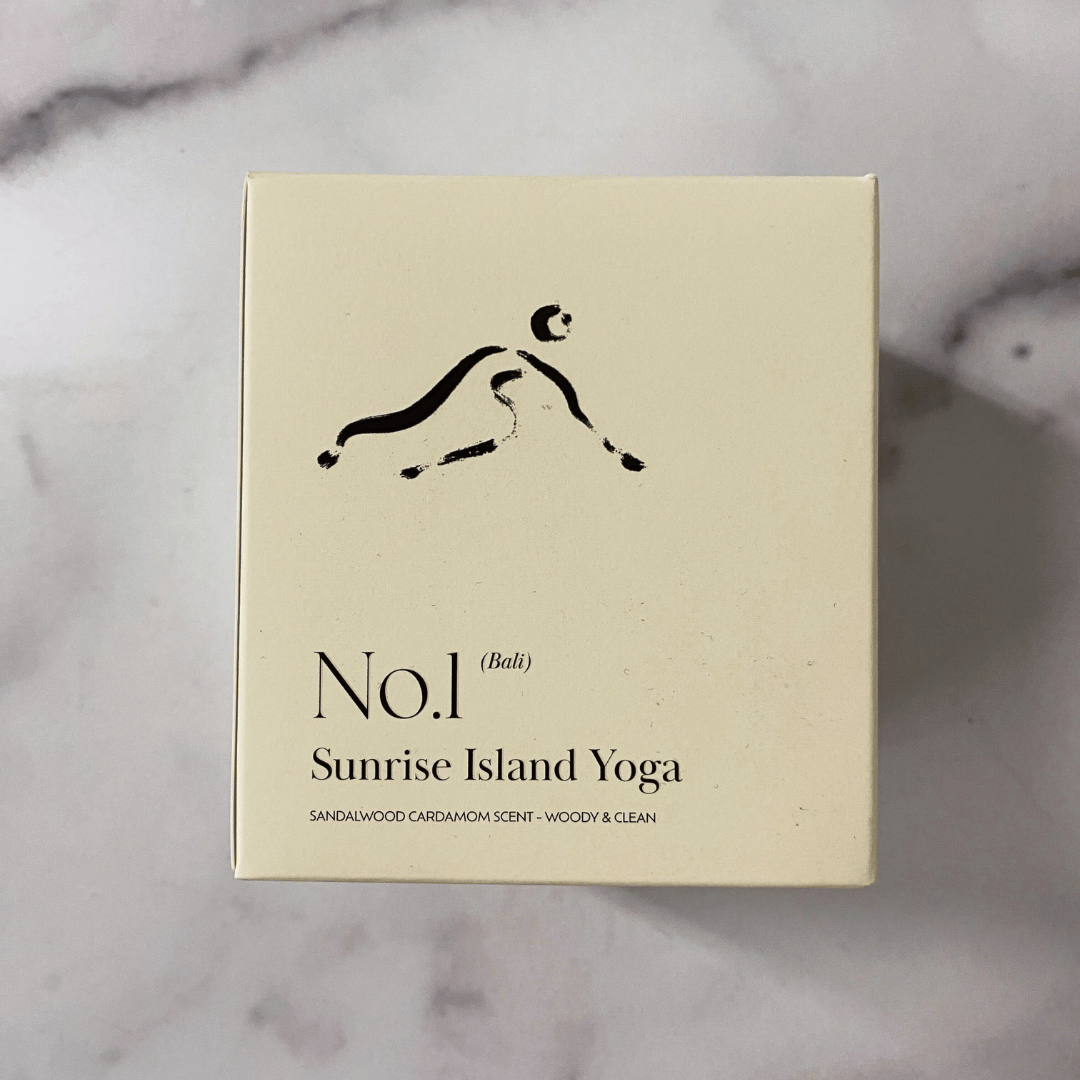 No.1 (Bali)
Sunrise Island Yoga
SANDALWOOD CARDAMOM SCENT - WOODY & CLEAN